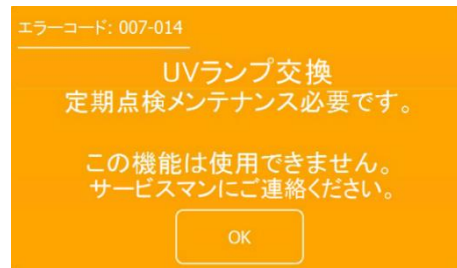 エラーコード: 007-014
UVランプ交換
定期点検メンテナンス必要です。
この機能は使用できません。
サービスマンにご連絡ください。
OK